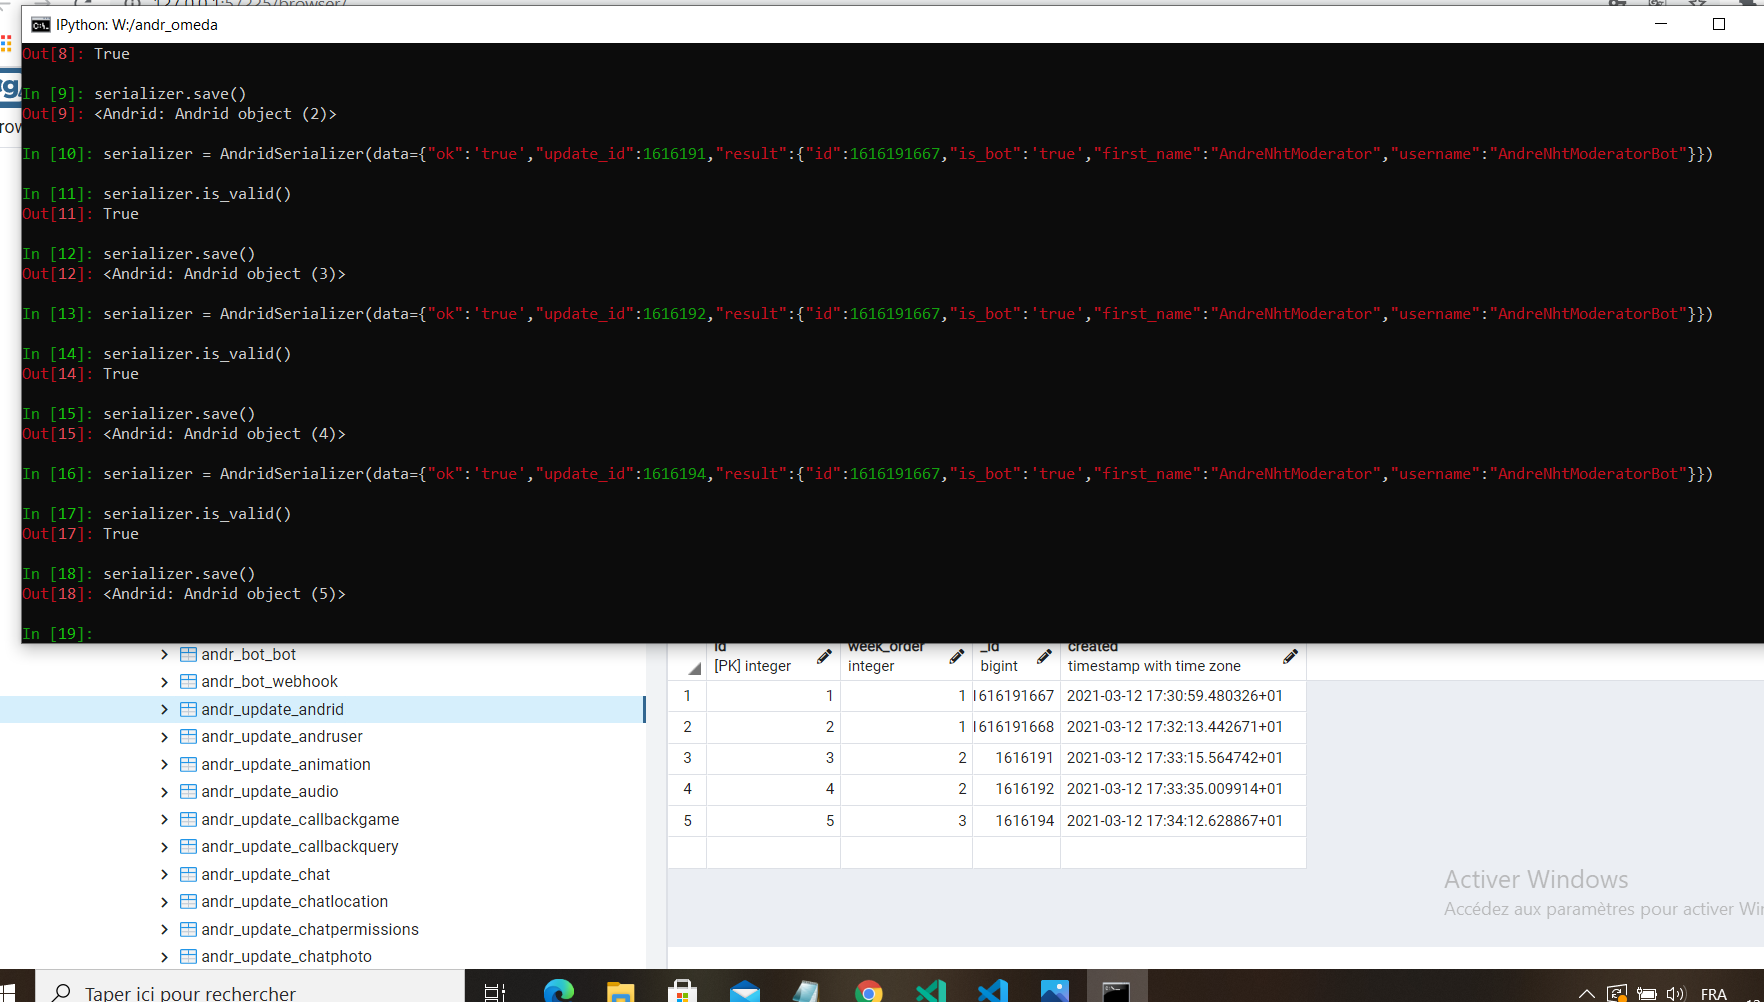 127.0.0.1:57225/browser/
IPython: W:/andr_omeda
Out[8]: True
In [9]: serializer.save()
Out[9]: <Andrid: Andrid object (2)>
In [10]: serializer = AndridSerializer(data={"ok":'true',"update_id":1616191,"result":{"id":1616191667,"is_bot":'true',"first_name":"AndreNhtModerator","username":"AndreNhtModeratorBot"}})
In [11]: serializer.is_valid()
Out[11]: True
In [12]: serializer.save()
Out[12]: <Andrid: Andrid object (3)>
In [13]: serializer = AndridSerializer(data={"ok":'true',"update_id":1616192,"result":{"id":1616191667,"is_bot":'true',"first_name":"AndreNhtModerator","username":"AndreNhtModeratorBot"}})
In [14]: serializer.is_valid()
Out[14]: True
In [15]: serializer.save()
Out[15]: <Andrid: Andrid object (4)>
In [16]: serializer = AndridSerializer(data={"ok":'true',"update_id":1616194,"result":{"id":1616191667,"is_bot":'true',"first_name":"AndreNhtModerator","username":"AndreNhtModeratorBot"}})
In [17]: serializer.is_valid()
Out[17]: True
In [18]: serializer.save()
Out[18]: <Andrid: Andrid object (5)>
In [19]:
andr_bot_bot
andr_bot_webhook
andr_update_andrid
andr_update_andruser
andr_update_animation
andr_update_audio
andr_update_callbackgame
andr_update_callbackquery
andr_update_chat
andr_update_chatlocation
andr_update_chatpermissions
andr_update_chatphoto
id week_order _id created
[PK] integer integer bigint timestamp with time zone
1 1 1 1616191667 2021-03-12 17:30:59.480326+01
2 2 1 1616191668 2021-03-12 17:32:13.442671+01
3 3 2 1616191 2021-03-12 17:33:15.564742+01
4 4 2 1616192 2021-03-12 17:33:35.009914+01
5 5 3 1616194 2021-03-12 17:34:12.628867+01
Activer Windows
Accédez aux paramètres pour activer Wi
Taper ici pour rechercher
FRA